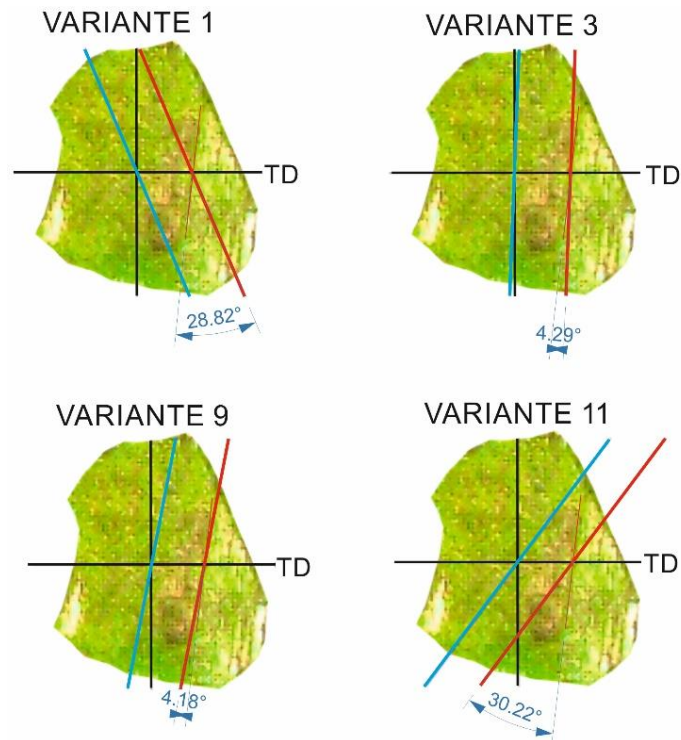 VARIANTE 1
TD
28.82°
VARIANTE 3
TD
4.29°
VARIANTE 9
TD
4.18°
VARIANTE 11
TD
30.22°